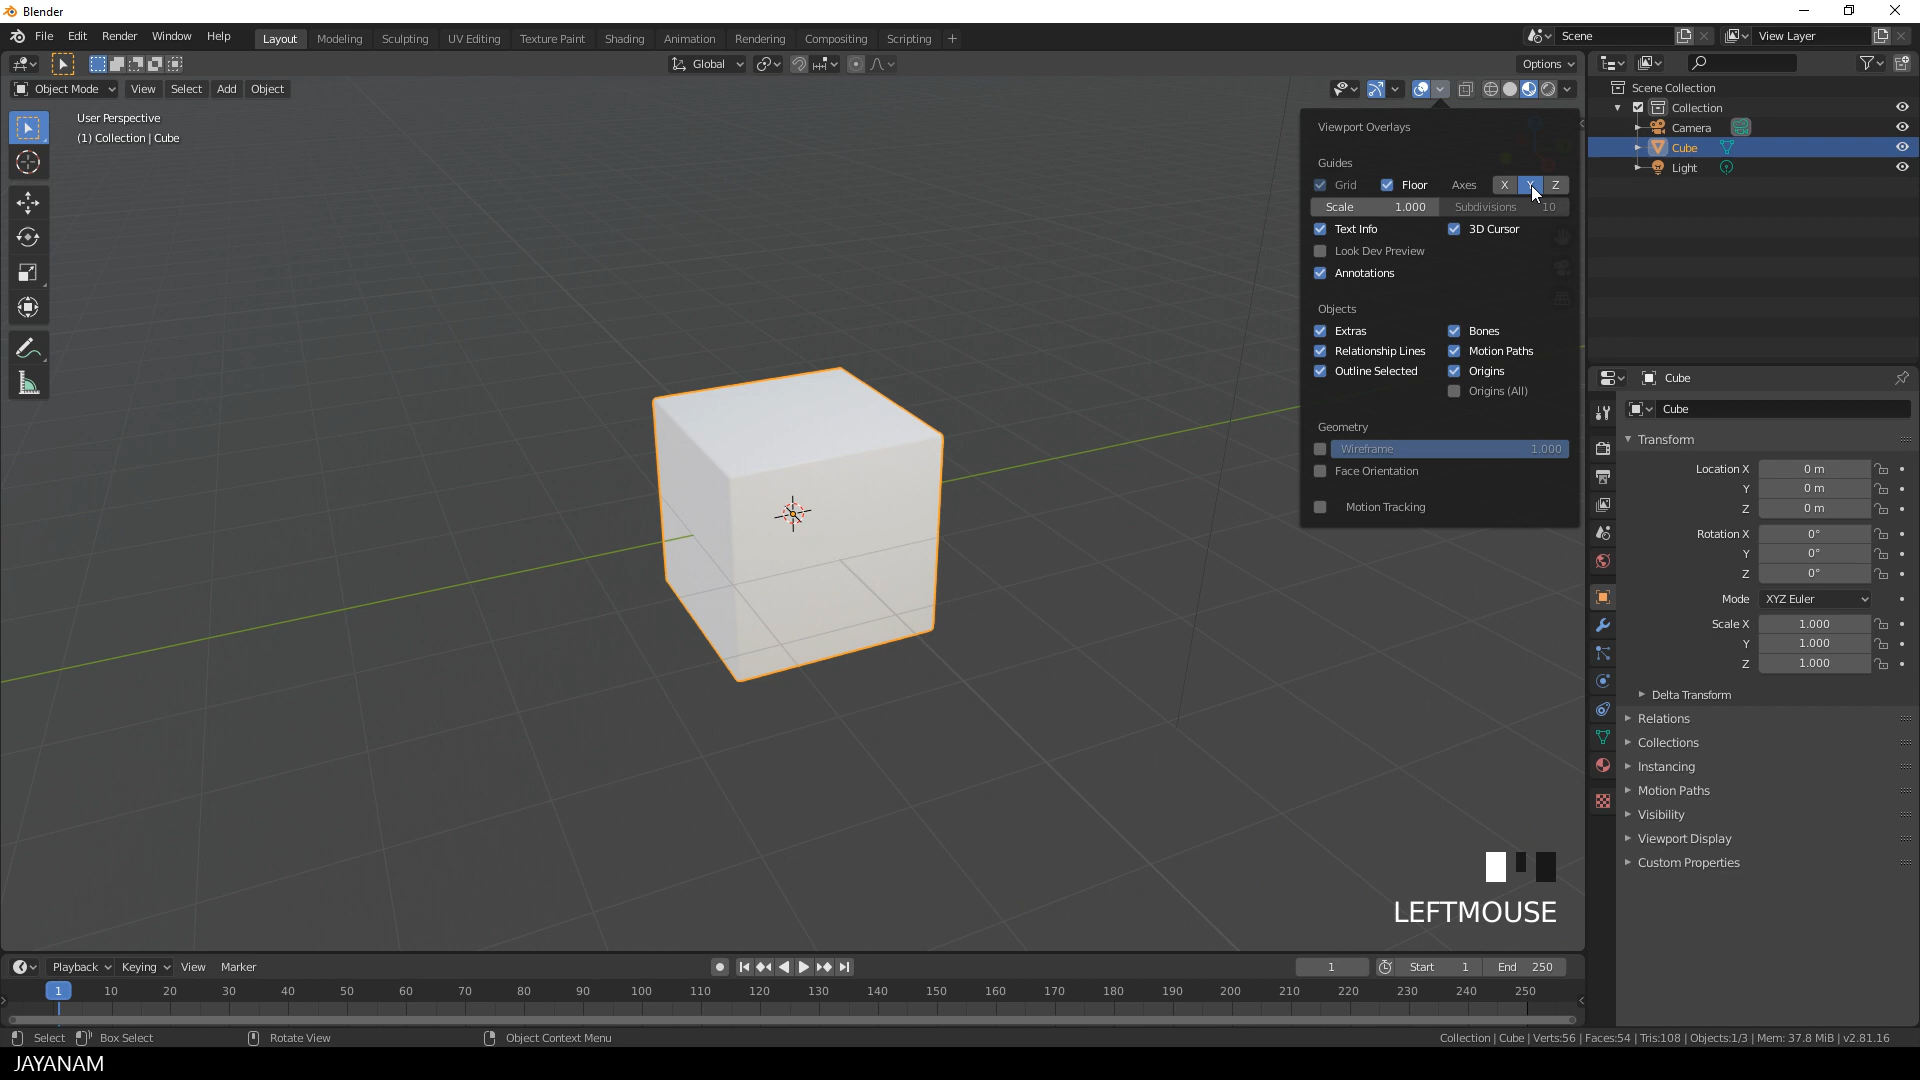 Blender
File Edit Render Window Help Layout Modeling Sculpting UV Editing Texture Paint Shading Animation Rendering Compositing Scripting + Scene View Layer
Global Options
Object Mode View Select Add Object
User Perspective
(1) Collection | Cube
Viewport Overlays
Guides
Grid Floor Axes X Y Z
Scale 1.000 Subdivisions 10
Text Info 3D Cursor
Look Dev Preview
Annotations
Objects
Extras Bones
Relationship Lines Motion Paths
Outline Selected Origins
Origins (All)
Geometry
Wireframe 1.000
Face Orientation
Motion Tracking
Scene Collection
Collection
Camera
Cube
Light
Cube
Cube
Transform
Location X 0 m
Y 0 m
Z 0 m
Rotation X 0°
Y 0°
Z 0°
Mode XYZ Euler
Scale X 1.000
Y 1.000
Z 1.000
Delta Transform
Relations
Collections
Instancing
Motion Paths
Visibility
Viewport Display
Custom Properties
LEFTMOUSE
Playback Keying View Marker 1 Start 1 End 250
1 10 20 30 40 50 60 70 80 90 100 110 120 130 140 150 160 170 180 190 200 210 220 230 240 250
Select Box Select Rotate View Object Context Menu Collection | Cube | Verts:56 | Faces:54 | Tris:108 | Objects:1/3 | Mem: 37.8 MiB | v2.81.16
JAYANAM